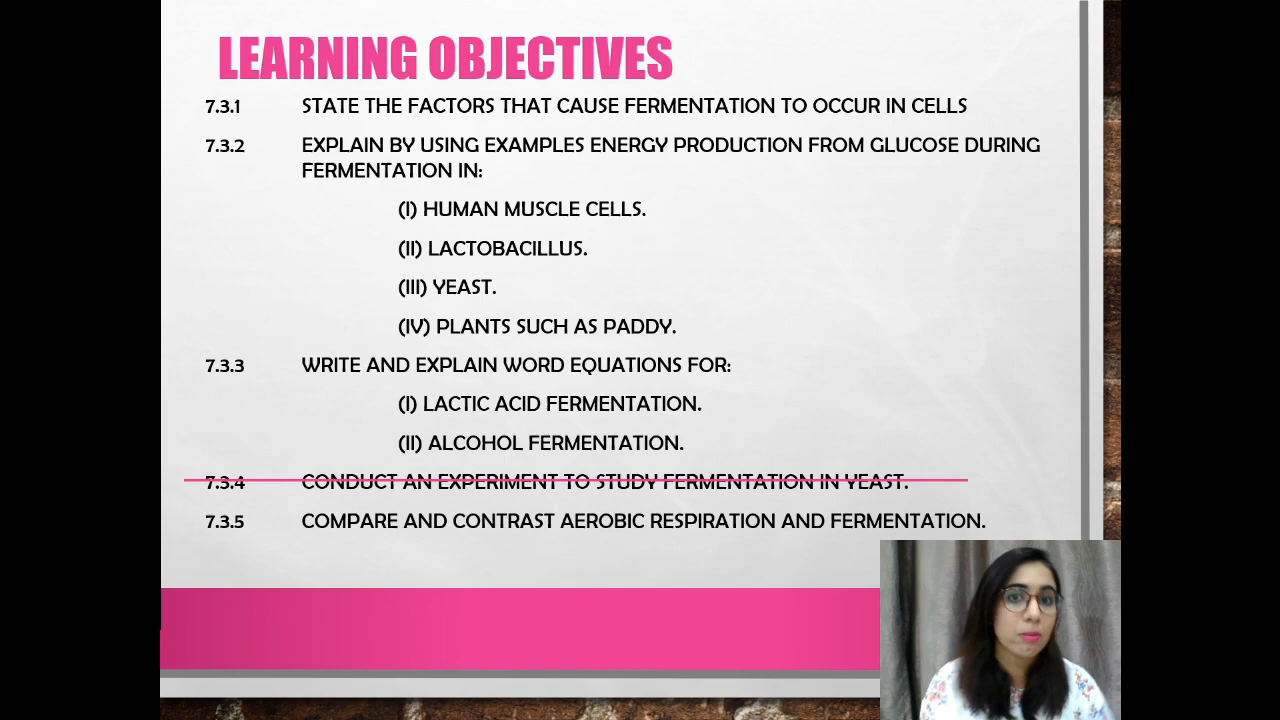 LEARNING OBJECTIVES
7.3.1 STATE THE FACTORS THAT CAUSE FERMENTATION TO OCCUR IN CELLS
7.3.2 EXPLAIN BY USING EXAMPLES ENERGY PRODUCTION FROM GLUCOSE DURING
FERMENTATION IN:
(I) HUMAN MUSCLE CELLS.
(II) LACTOBACILLUS.
(III) YEAST.
(IV) PLANTS SUCH AS PADDY.
7.3.3 WRITE AND EXPLAIN WORD EQUATIONS FOR:
(I) LACTIC ACID FERMENTATION.
(II) ALCOHOL FERMENTATION.
7.3.4 CONDUCT AN EXPERIMENT TO STUDY FERMENTATION IN YEAST.
7.3.5 COMPARE AND CONTRAST AEROBIC RESPIRATION AND FERMENTATION.